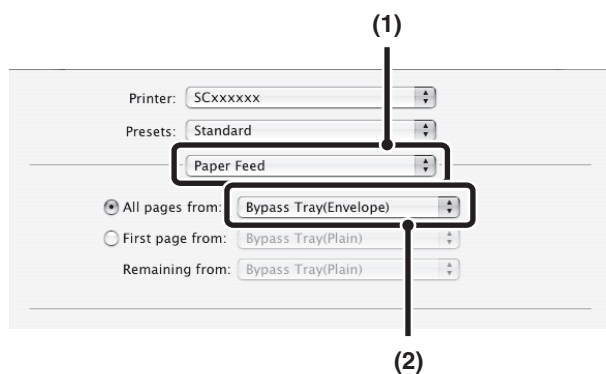 (1)
Printer: SCxxxxxx
Presets: Standard
Paper Feed
All pages from: Bypass Tray(Envelope)
First page from: Bypass Tray(Plain)
Remaining from: Bypass Tray(Plain)
(2)